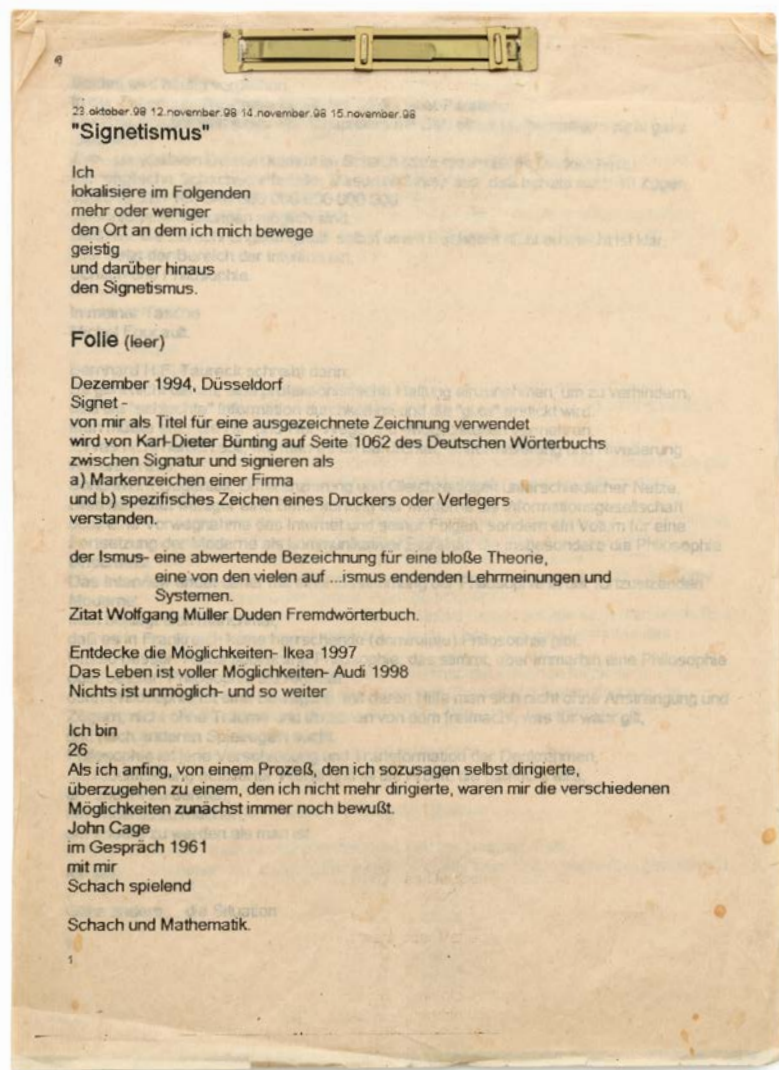 23.oktober.98 12.november.98 14.november.98 15.november.98
"Signetismus"
Ich
lokalisiere im Folgenden
mehr oder weniger
den Ort an dem ich mich bewege
geistig
und darüber hinaus
den Signetismus.
Folie (leer)
Dezember 1994, Düsseldorf
Signet -
von mir als Titel für eine ausgezeichnete Zeichnung verwendet
wird von Karl-Dieter Bünting auf Seite 1062 des Deutschen Wörterbuchs
zwischen Signatur und signieren als
a) Markenzeichen einer Firma
und b) spezifisches Zeichen eines Druckers oder Verlegers
verstanden.
der Ismus- eine abwertende Bezeichnung für eine bloße Theorie,
eine von den vielen auf ...ismus endenden Lehrmeinungen und
Systemen.
Zitat Wolfgang Müller Duden Fremdwörterbuch.
Entdecke die Möglichkeiten- Ikea 1997
Das Leben ist voller Möglichkeiten- Audi 1998
Nichts ist unmöglich- und so weiter
Ich bin
26
Als ich anfing, von einem Prozeß, den ich sozusagen selbst dirigierte,
überzugehen zu einem, den ich nicht mehr dirigierte, waren mir die verschiedenen
Möglichkeiten zunächst immer noch bewußt.
John Cage
im Gespräch 1961
mit mir
Schach spielend
Schach und Mathematik.
1